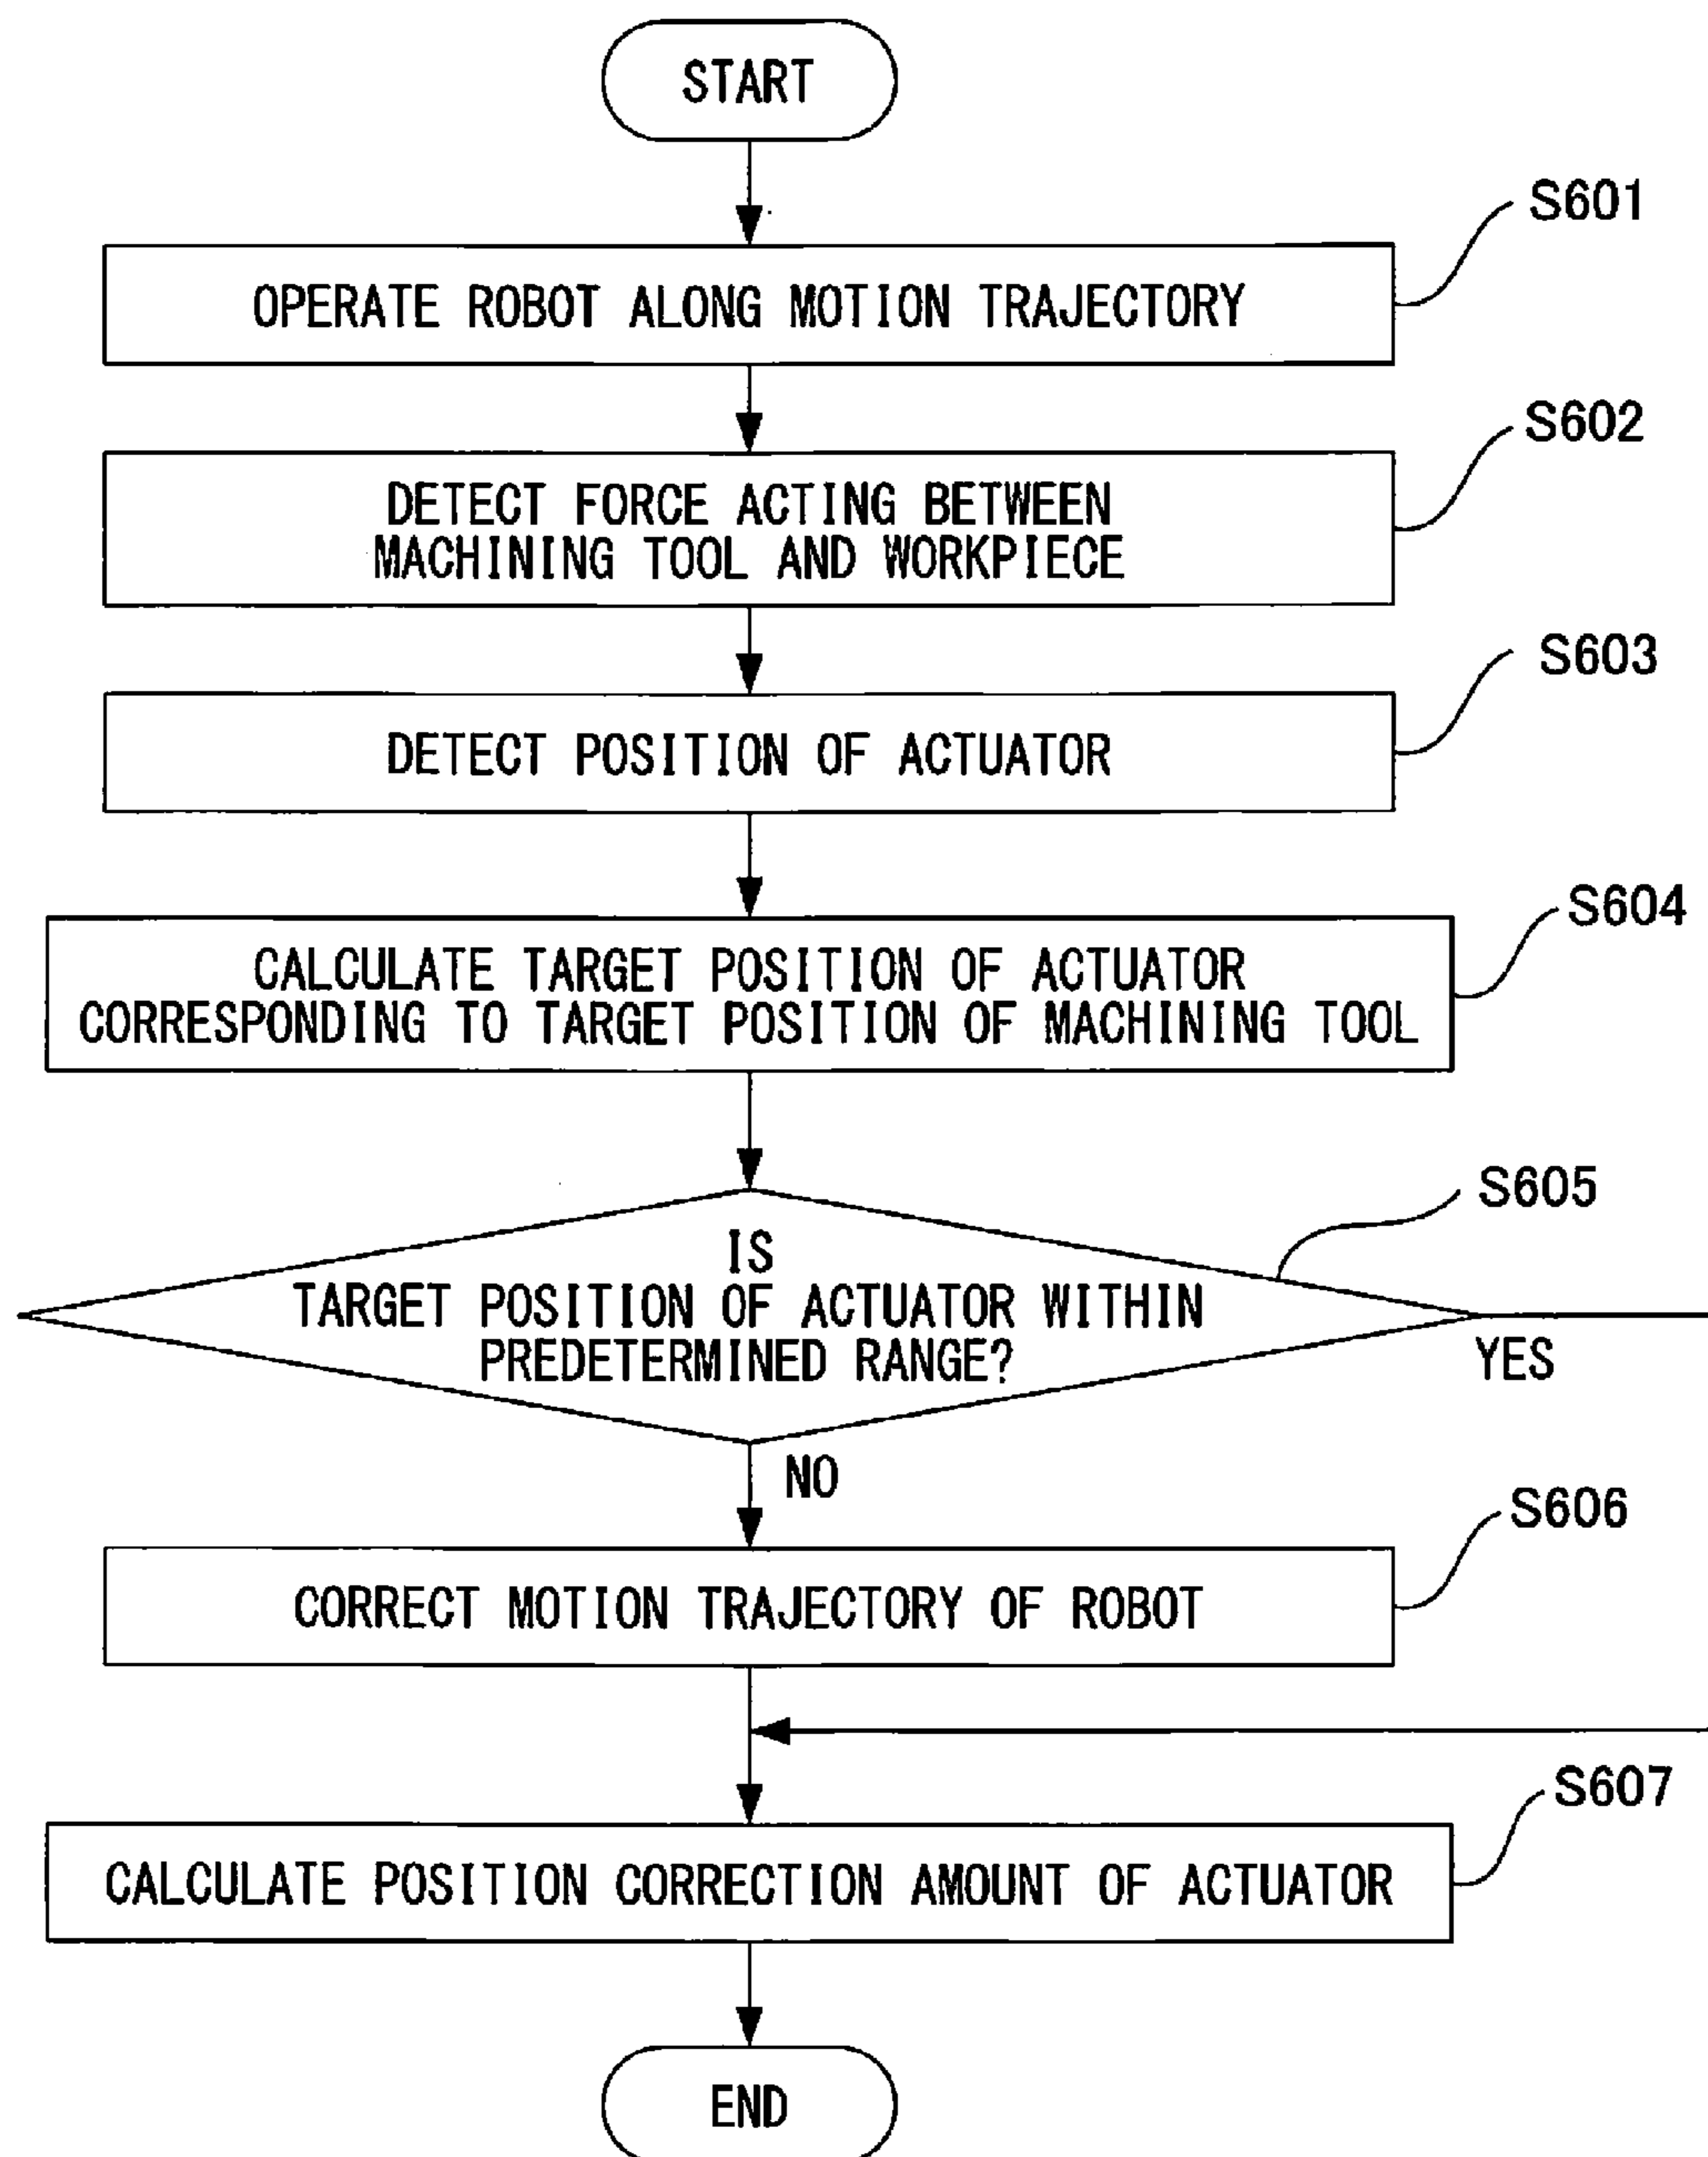 START
S601
OPERATE ROBOT ALONG MOTION TRAJECTORY
S602
DETECT FORCE ACTING BETWEEN
MACHINING TOOL AND WORKPIECE
S603
DETECT POSITION OF ACTUATOR
S604
CALCULATE TARGET POSITION OF ACTUATOR
CORRESPONDING TO TARGET POSITION OF MACHINING TOOL
S605
IS
TARGET POSITION OF ACTUATOR WITHIN
PREDETERMINED RANGE?
YES
NO
S606
CORRECT MOTION TRAJECTORY OF ROBOT
S607
CALCULATE POSITION CORRECTION AMOUNT OF ACTUATOR
END